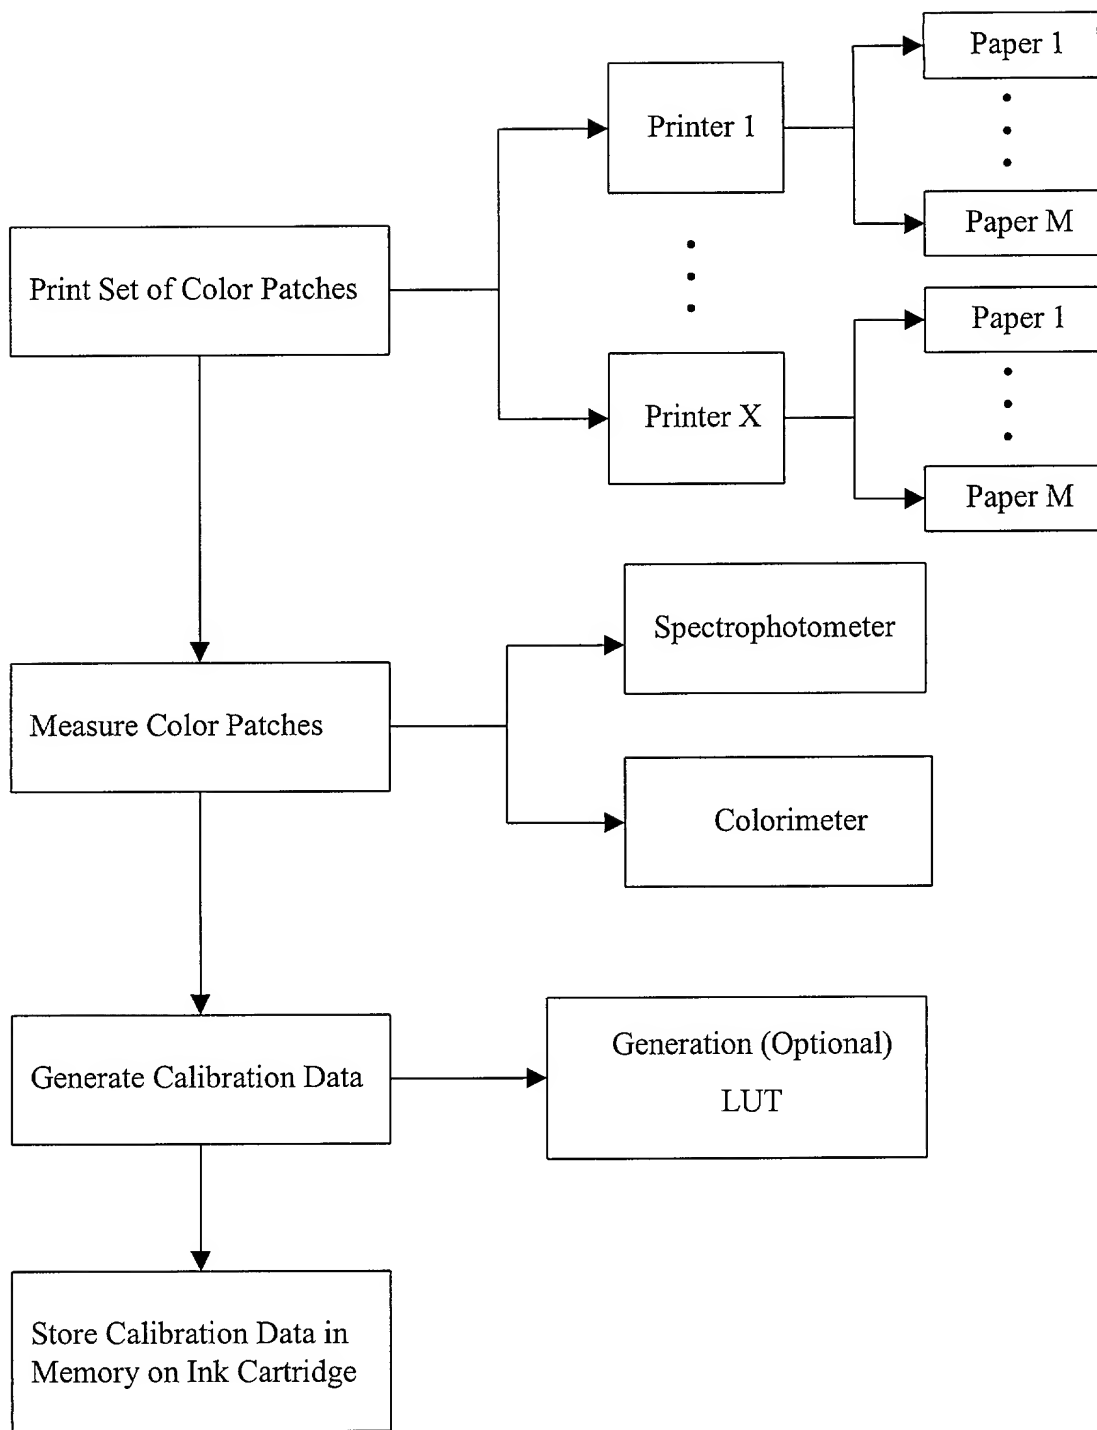 Paper 1
Printer 1
Paper M
Print Set of Color Patches
Paper 1
Printer X
Paper M
Spectrophotometer
Measure Color Patches
Colorimeter
Generation (Optional)
LUT
Generate Calibration Data
Store Calibration Data in
Memory on Ink Cartridge